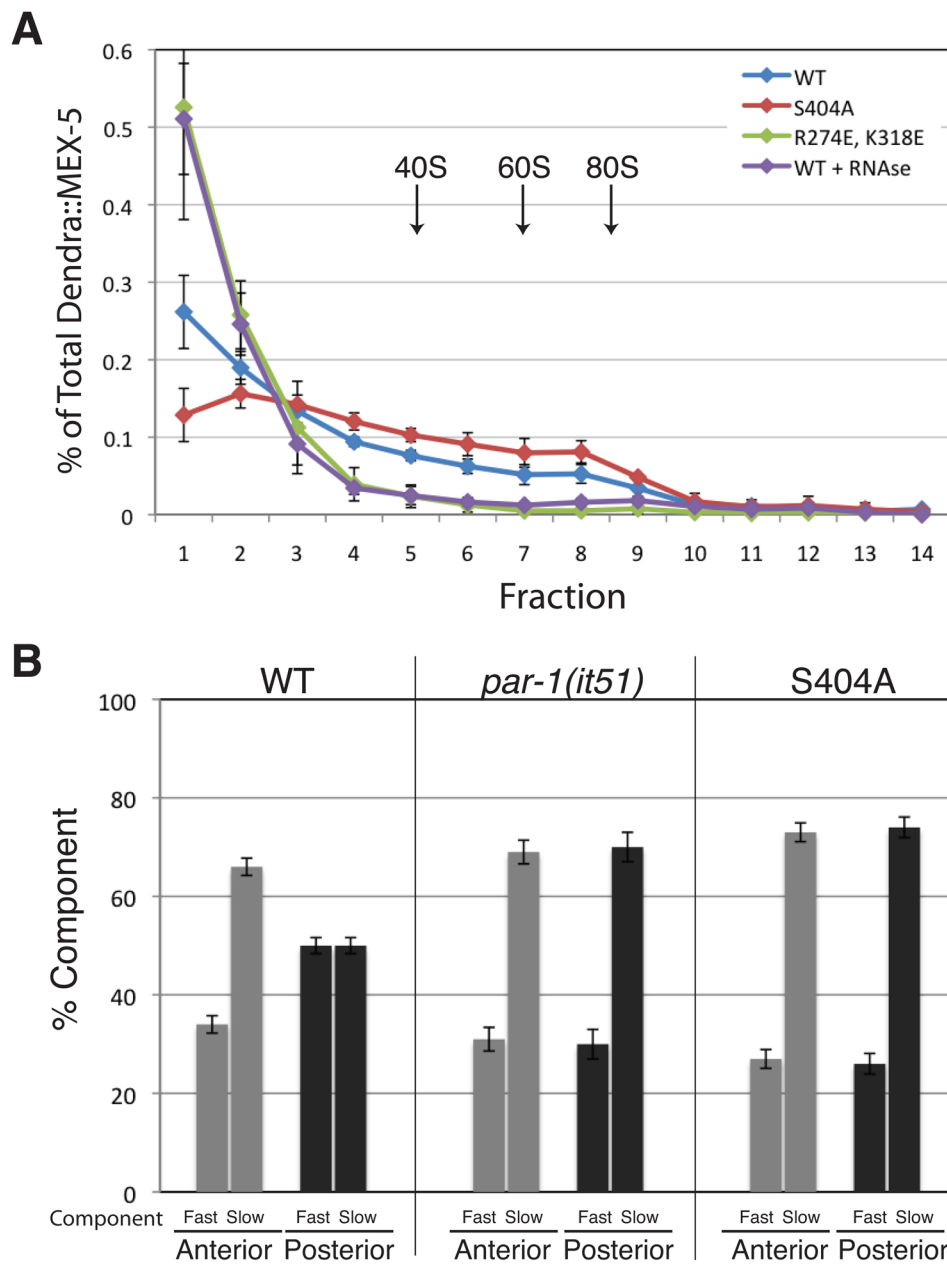 A
% of Total Dendra::MEX-5
0.6
0.5
0.4
0.3
0.2
0.1
0
WT
S404A
R274E, K318E
WT + RNAse
40S 60S 80S
1 2 3 4 5 6 7 8 9 10 11 12 13 14
Fraction
B
WT par-1(it51) S404A
% Component
100
80
60
40
20
0
Component Fast Slow Fast Slow Fast Slow Fast Slow Fast Slow Fast Slow
Anterior Posterior Anterior Posterior Anterior Posterior